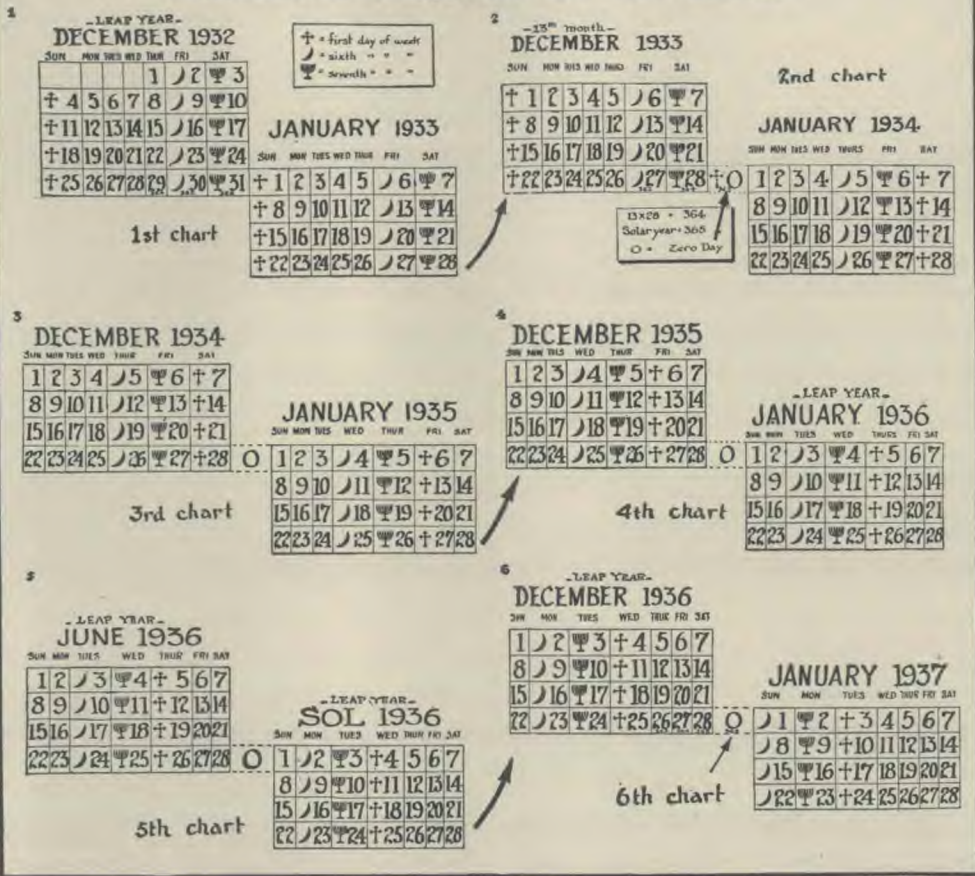 1
-LEAP YEAR-
DECEMBER 1932
SUN MON TUES WED THUR FRI SAT
1 2 3
4 5 6 7 8 9 10
11 12 13 14 15 16 17
18 19 20 21 22 23 24
25 26 27 28 29 30 31
1st chart
† = first day of week
= sixth " " "
= seventh " " "
JANUARY 1933
SUN MON TUES WED THUR FRI SAT
† 1 2 3 4 5 6 7
† 8 9 10 11 12 13 14
† 15 16 17 18 19 20 21
† 22 23 24 25 26 27 28
2
-13th month-
DECEMBER 1933
SUN MON TUES WED THURS FRI SAT
† 1 2 3 4 5 6 7
† 8 9 10 11 12 13 14
† 15 16 17 18 19 20 21
† 22 23 24 25 26 27 28 † O
13x28 = 364
Solar year = 365
O = Zero Day
2nd chart
JANUARY 1934
SUN MON TUES WED THURS FRI SAT
1 2 3 4 5 6 † 7
8 9 10 11 12 13 † 14
15 16 17 18 19 20 † 21
22 23 24 25 26 27 † 28
3
DECEMBER 1934
SUN MON TUES WED THUR FRI SAT
1 2 3 4 5 6 † 7
8 9 10 11 12 13 † 14
15 16 17 18 19 20 † 21
22 23 24 25 26 27 † 28 O
3rd chart
JANUARY 1935
SUN MON TUES WED THUR FRI SAT
1 2 3 4 5 † 6 7
8 9 10 11 12 † 13 14
15 16 17 18 19 † 20 21
22 23 24 25 26 † 27 28
4
DECEMBER 1935
SUN MON TUES WED THUR FRI SAT
1 2 3 4 5 † 6 7
8 9 10 11 12 † 13 14
15 16 17 18 19 † 20 21
22 23 24 25 26 † 27 28 O
4th chart
-LEAP YEAR-
JANUARY 1936
SUN MON TUES WED THURS FRI SAT
1 2 3 4 † 5 6 7
8 9 10 11 † 12 13 14
15 16 17 18 † 19 20 21
22 23 24 25 † 26 27 28
5
-LEAP YEAR-
JUNE 1936
SUN MON TUES WED THUR FRI SAT
1 2 3 4 † 5 6 7
8 9 10 11 † 12 13 14
15 16 17 18 † 19 20 21
22 23 24 25 † 26 27 28 O
5th chart
-LEAP YEAR-
SOL 1936
SUN MON TUES WED THUR FRI SAT
1 2 3 † 4 5 6 7
8 9 10 † 11 12 13 14
15 16 17 † 18 19 20 21
22 23 24 † 25 26 27 28
6
-LEAP YEAR-
DECEMBER 1936
SUN MON TUES WED THUR FRI SAT
1 2 3 † 4 5 6 7
8 9 10 † 11 12 13 14
15 16 17 † 18 19 20 21
22 23 24 † 25 26 27 28 O
6th chart
JANUARY 1937
SUN MON TUES WED THUR FRI SAT
1 2 † 3 4 5 6 7
8 9 † 10 11 12 13 14
15 16 † 17 18 19 20 21
22 23 † 24 25 26 27 28